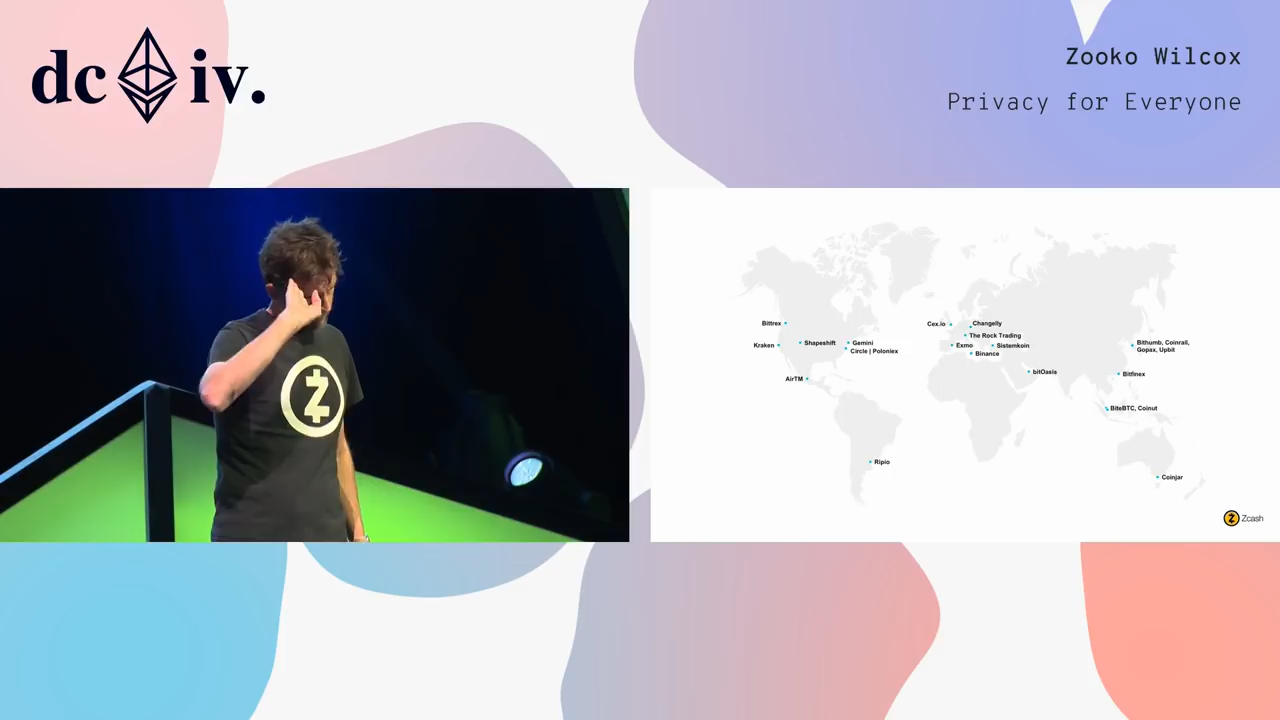 dc iv.
Zooko Wilcox
Privacy for Everyone
Bittrex
Kraken
Shapeshift
Gemini
Circle | Poloniex
AirTM
Ripio
Cex.io
Changelly
The Rock Trading
Exmo
Sistemkoin
Binance
bitOasis
Bithumb, Coinrail,
Gopax, Upbit
Bitfinex
BiteBTC, Coinut
Coinjar
Zcash